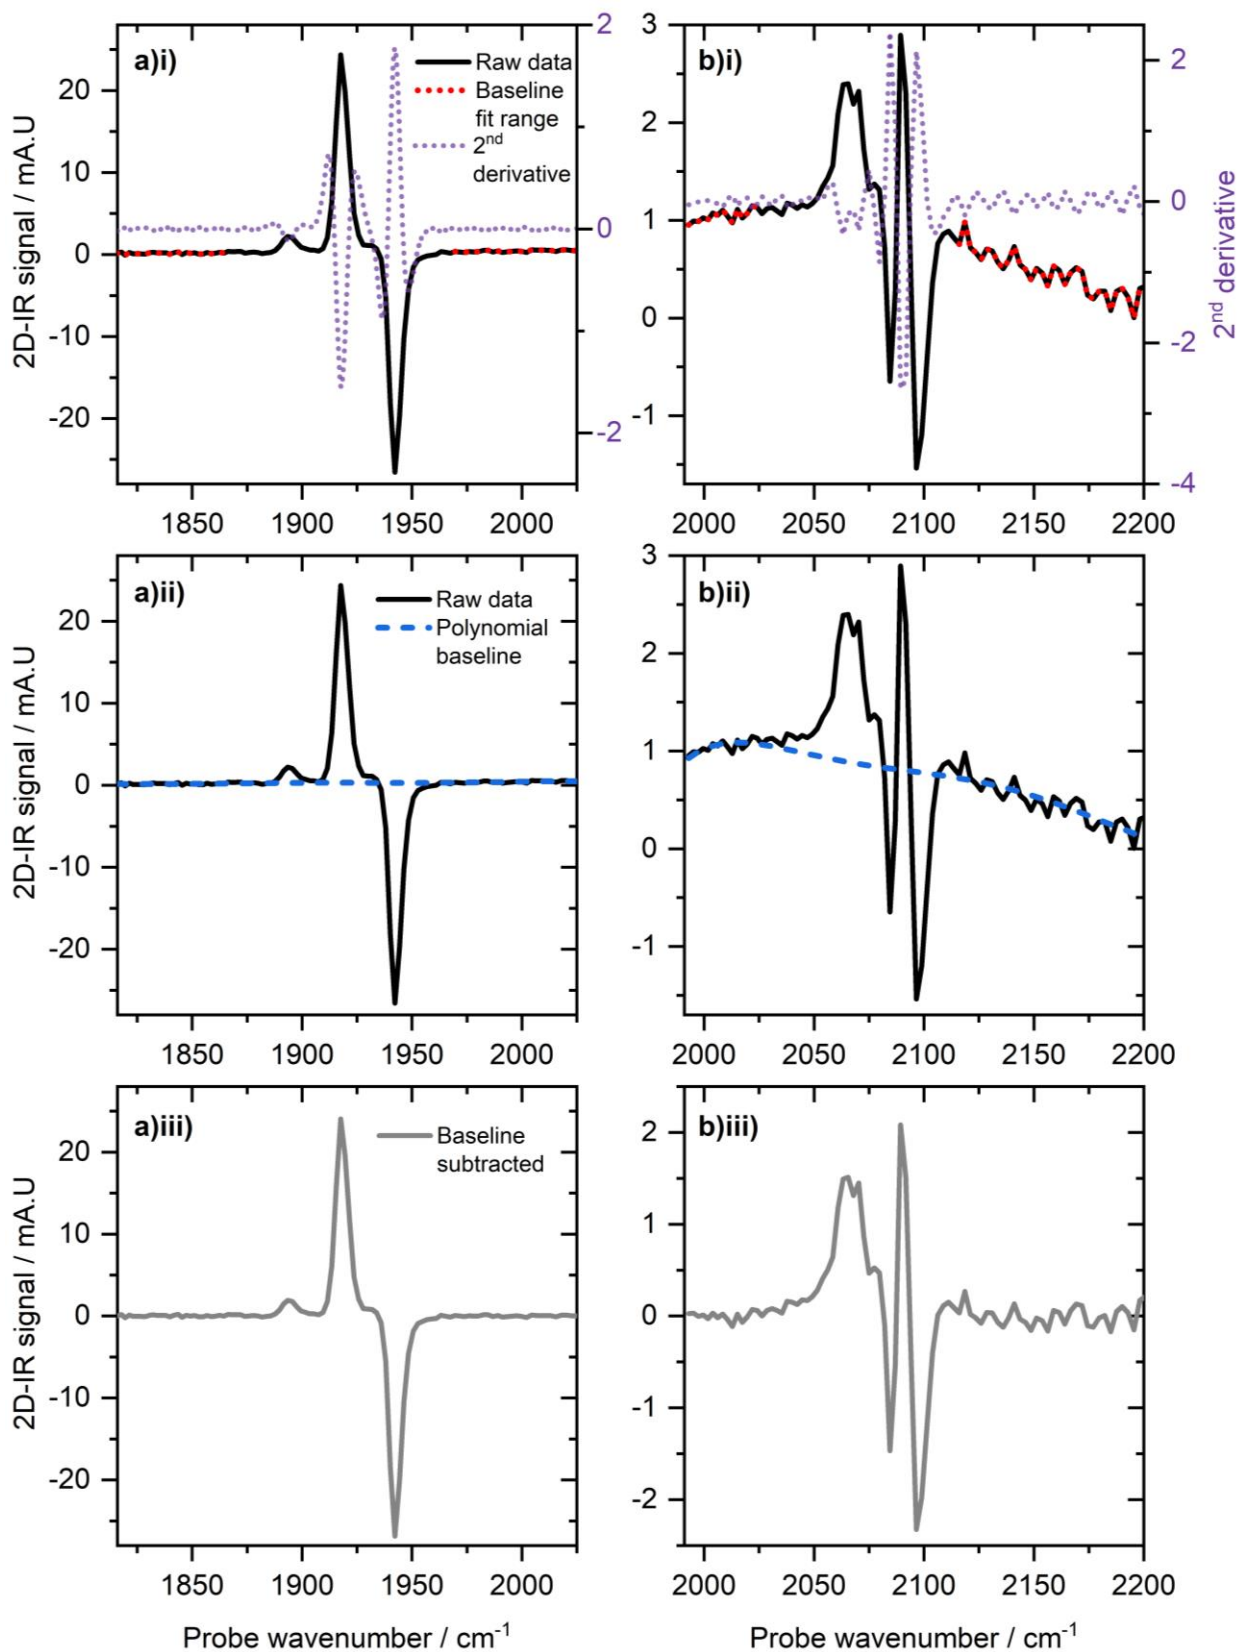 a)i)
Raw data
Baseline
fit range
2nd
derivative
2D-IR signal / mA.U
20
10
0
-10
-20
2
0
-2
1850 1900 1950 2000
b)i)
3
2
1
0
-1
2
0
-2
-4
2nd derivative
2000 2050 2100 2150 2200
a)ii)
Raw data
Polynomial
baseline
2D-IR signal / mA.U
20
10
0
-10
-20
1850 1900 1950 2000
b)ii)
3
2
1
0
-1
2000 2050 2100 2150 2200
a)iii)
Baseline
subtracted
2D-IR signal / mA.U
20
10
0
-10
-20
1850 1900 1950 2000
Probe wavenumber / cm-1
b)iii)
2
1
0
-1
-2
2000 2050 2100 2150 2200
Probe wavenumber / cm-1